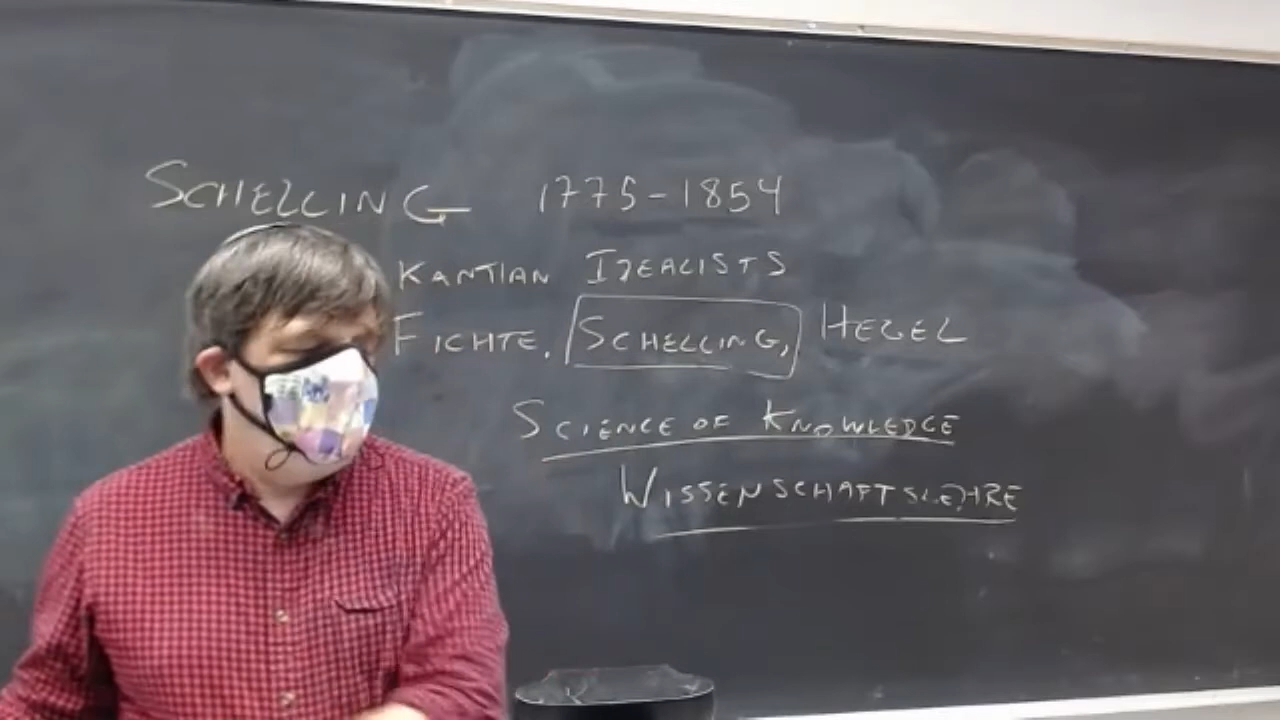 SCHELLING 1775-1854
KANTIAN IDEALISTS
FICHTE, SCHELLING, HEGEL
SCIENCE OF KNOWLEDGE
WISSENSCHAFTSLEHRE